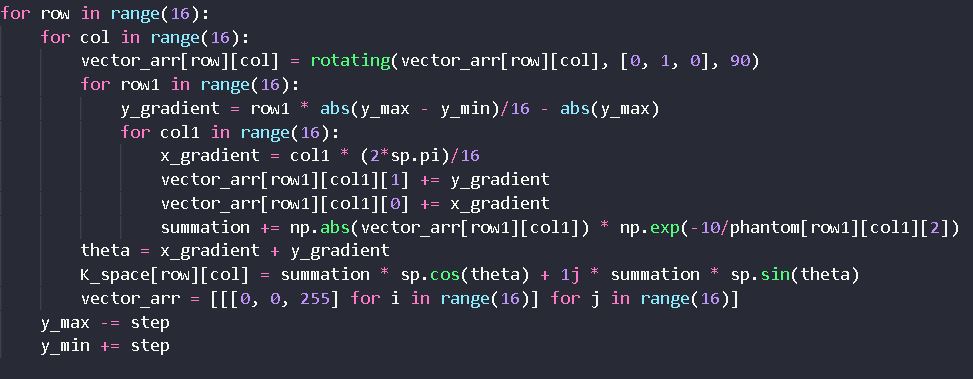 for row in range(16):
    for col in range(16):
        vector_arr[row][col] = rotating(vector_arr[row][col], [0, 1, 0], 90)
        for row1 in range(16):
            y_gradient = row1 * abs(y_max - y_min)/16 - abs(y_max)
            for col1 in range(16):
                x_gradient = col1 * (2*sp.pi)/16
                vector_arr[row1][col1][1] += y_gradient
                vector_arr[row1][col1][0] += x_gradient
                summation += np.abs(vector_arr[row1][col1]) * np.exp(-10/phantom[row1][col1][2])
        theta = x_gradient + y_gradient
        K_space[row][col] = summation * sp.cos(theta) + 1j * summation * sp.sin(theta)
        vector_arr = [[[0, 0, 255] for i in range(16)] for j in range(16)]
    y_max -= step
    y_min += step